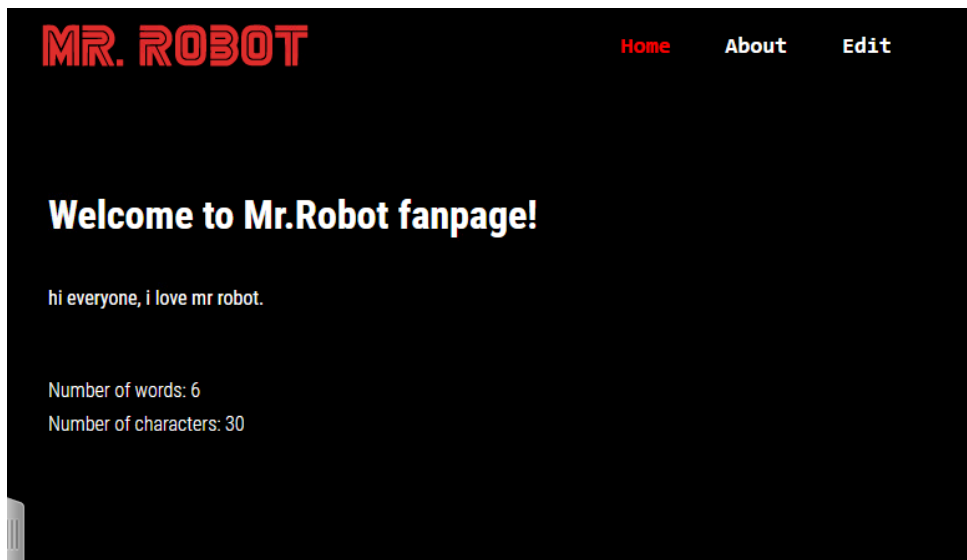 MR. ROBOT
Home About Edit
Welcome to Mr.Robot fanpage!
hi everyone, i love mr robot.
Number of words: 6
Number of characters: 30